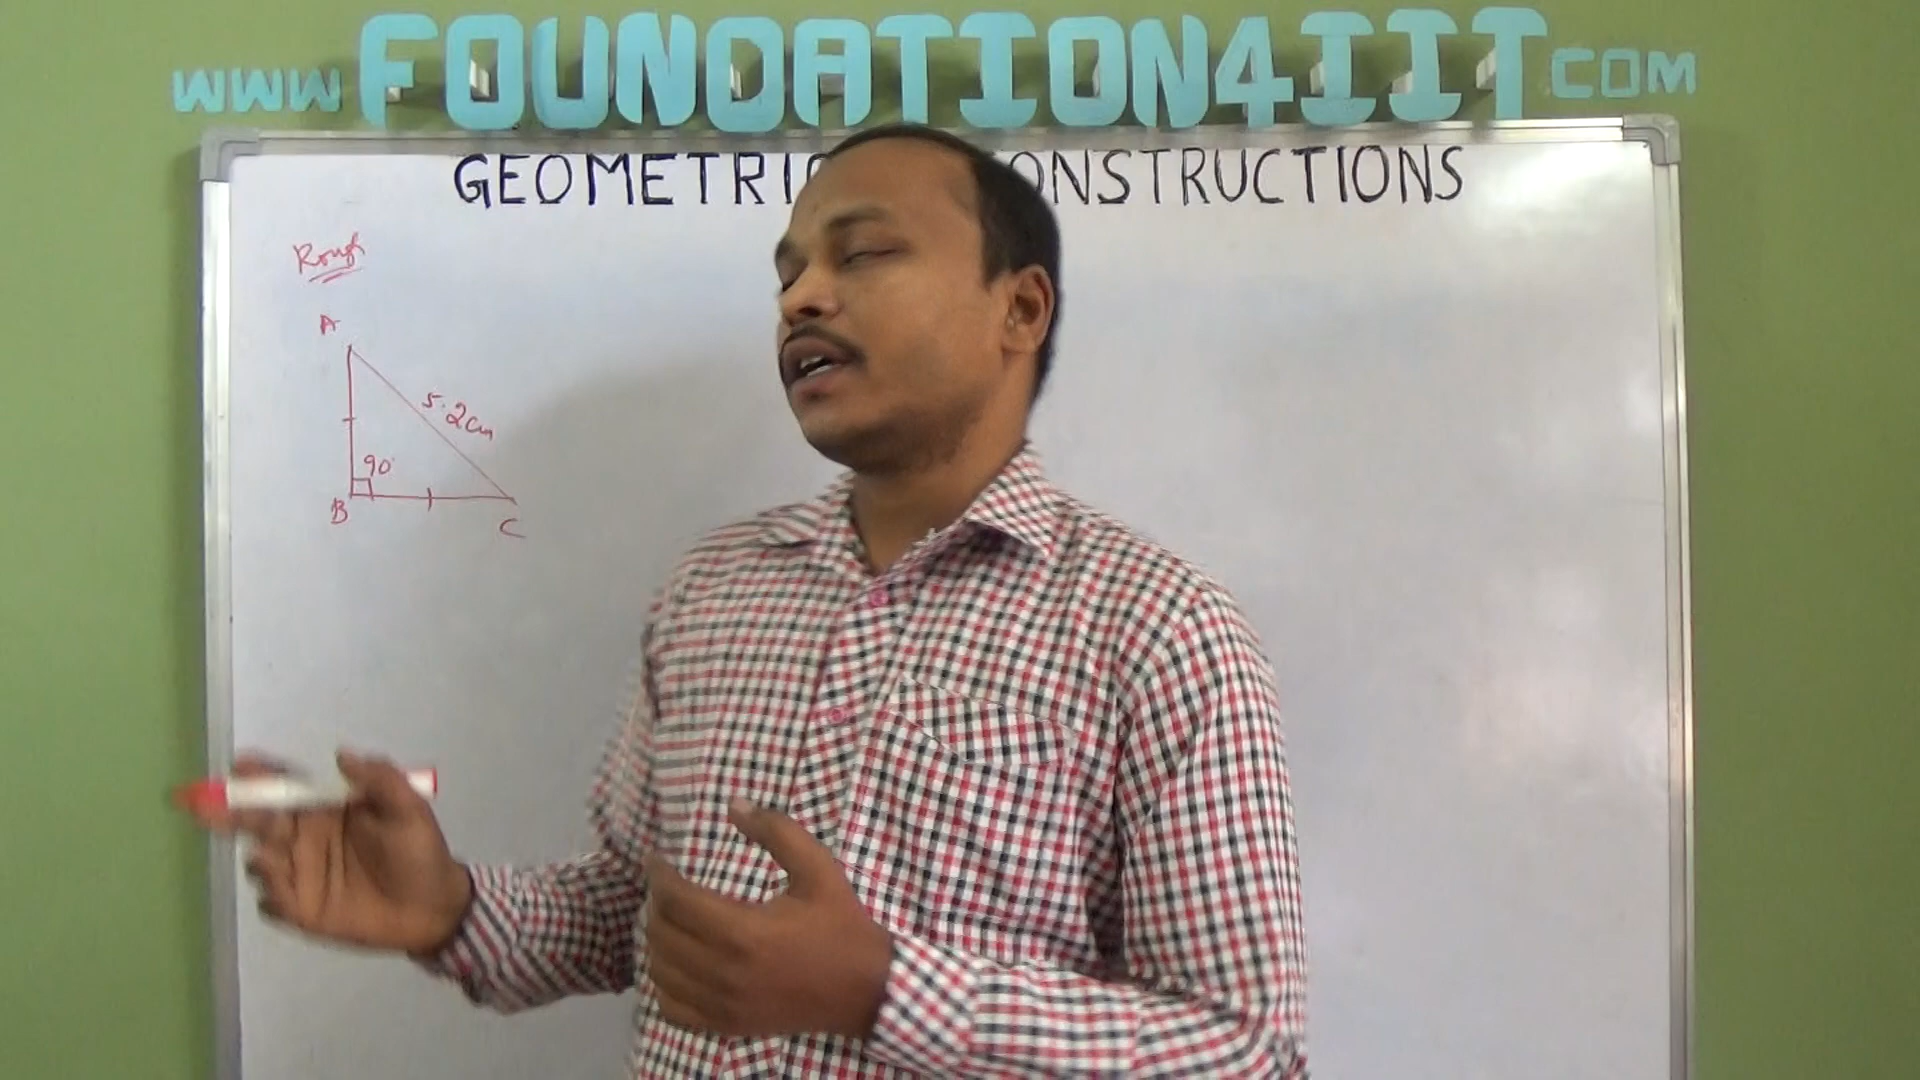 www FOUNDATION4IIT COM
GEOMETRIC CONSTRUCTIONS
Rough
A
5.2cm
90°
B
C